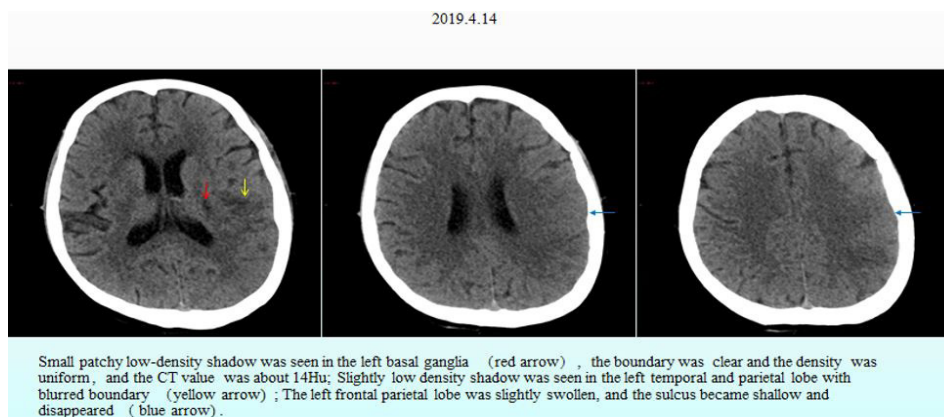 2019.4.14
Small patchy low-density shadow was seen in the left basal ganglia （red arrow）, the boundary was clear and the density was
uniform, and the CT value was about 14Hu; Slightly low density shadow was seen in the left temporal and parietal lobe with
blurred boundary （yellow arrow）; The left frontal parietal lobe was slightly swollen, and the sulcus became shallow and
disappeared （ blue arrow）.